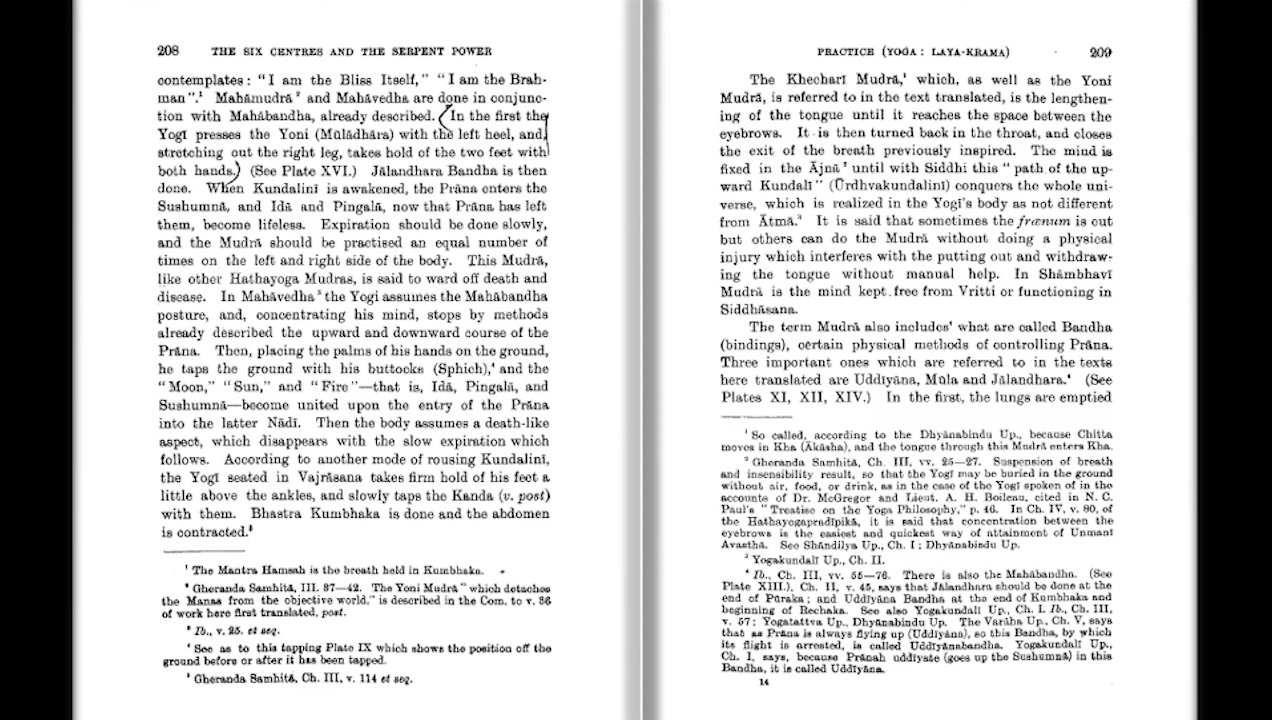 208 THE SIX CENTRES AND THE SERPENT POWER
contemplates: "I am the Bliss Itself," "I am the Brah-
man".¹ Mahāmudrā² and Mahāvedha are done in conjunc-
tion with Mahābandha, already described. (In the first the
Yogī presses the Yoni (Mūlādhāra) with the left heel, and,
stretching out the right leg, takes hold of the two feet with
both hands.) (See Plate XVI.) Jālandhara Bandha is then
done. When Kundalinī is awakened, the Prāna enters the
Sushumnā, and Idā and Pingalā, now that Prāna has left
them, become lifeless. Expiration should be done slowly,
and the Mudrā should be practised an equal number of
times on the left and right side of the body. This Mudrā,
like other Hathayoga Mudras, is said to ward off death and
disease. In Mahāvedha³ the Yogi assumes the Mahābandha
posture, and, concentrating his mind, stops by methods
already described the upward and downward course of the
Prāna. Then, placing the palms of his hands on the ground,
he taps the ground with his buttocks (Sphich),⁴ and the
"Moon," "Sun," and "Fire"—that is, Idā, Pingalā, and
Sushumnā—become united upon the entry of the Prāna
into the latter Nādī. Then the body assumes a death-like
aspect, which disappears with the slow expiration which
follows. According to another mode of rousing Kundalinī,
the Yogī seated in Vajrāsana takes firm hold of his feet a
little above the ankles, and slowly taps the Kanda (v. post)
with them. Bhastra Kumbhaka is done and the abdomen
is contracted.⁵
¹ The Mantra Hamsah is the breath held in Kumbhaka.
² Gheranda Samhitā, III. 37—42. The Yoni Mudrā "which detaches
the Manas from the objective world," is described in the Com. to v. 36
of work here first translated, post.
³ Ib., v. 25. et seq.
⁴ See as to this tapping Plate IX which shows the position off the
ground before or after it has been tapped.
⁵ Gheranda Samhitā, Ch. III, v. 114 et seq.
PRACTICE (YOGA: LAYA-KRAMA) 209
The Khecharī Mudrā,¹ which, as well as the Yoni
Mudrā, is referred to in the text translated, is the lengthen-
ing of the tongue until it reaches the space between the
eyebrows. It is then turned back in the throat, and closes
the exit of the breath previously inspired. The mind is
fixed in the Ājnā² until with Siddhi this "path of the up-
ward Kundalī" (Ūrdhvakundalinī) conquers the whole uni-
verse, which is realized in the Yogī's body as not different
from Ātmā.³ It is said that sometimes the frœnum is cut
but others can do the Mudrā without doing a physical
injury which interferes with the putting out and withdraw-
ing the tongue without manual help. In Shāmbhavī
Mudrā is the mind kept free from Vritti or functioning in
Siddhāsana.
The term Mudrā also includes' what are called Bandha
(bindings), certain physical methods of controlling Prāna.
Three important ones which are referred to in the texts
here translated are Uddīyāna, Mūla and Jālandhara.⁴ (See
Plates XI, XII, XIV.) In the first, the lungs are emptied
¹ So called, according to the Dhyānabindu Up., because Chitta
moves in Kha (Ākāsha), and the tongue through this Mudrā enters Kha.
² Gheranda Samhitā, Ch. III, vv. 25—27. Suspension of breath
and insensibility result, so that the Yogī may be buried in the ground
without air, food, or drink, as in the case of the Yogī spoken of in the
accounts of Dr. McGregor and Lieut. A. H. Boileau, cited in N. C.
Paul's "Treatise on the Yoga Philosophy," p. 46. In Ch. IV, v. 80, of
the Hathayogapradīpikā, it is said that concentration between the
eyebrows is the easiest and quickest way of attainment of Unmanī
Avasthā. See Shāndilya Up., Ch. I; Dhyānabindu Up.
³ Yogakundalī Up., Ch. II.
⁴ Ib., Ch. III, vv. 55—76. There is also the Mahābandha. (See
Plate XIII.) Ch. II, v. 45, says that Jālandhara should be done at the
end of Pūraka; and Uddīyāna Bandha at the end of Kumbhaka and
beginning of Rechaka. See also Yogakundalī Up., Ch. I. Ib., Ch. III,
v. 57; Yogatattva Up., Dhyānabindu Up. The Varāha Up., Ch. V, says
that as Prāna is always flying up (Uddīyāna), so this Bandha, by which
its flight is arrested, is called Uddīyānabandha. Yogakundalī Up.,
Ch. I, says, because Prānah uddīyate (goes up the Sushumnā) in this
Bandha, it is called Uddīyāna.
14